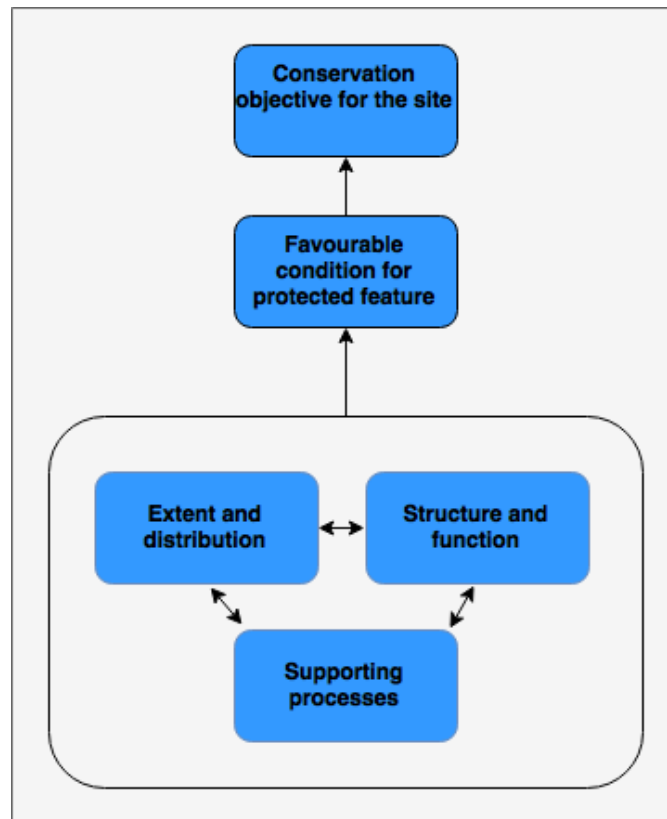 Conservation
objective for the site
Favourable
condition for
protected feature
Extent and
distribution
Structure and
function
Supporting
processes